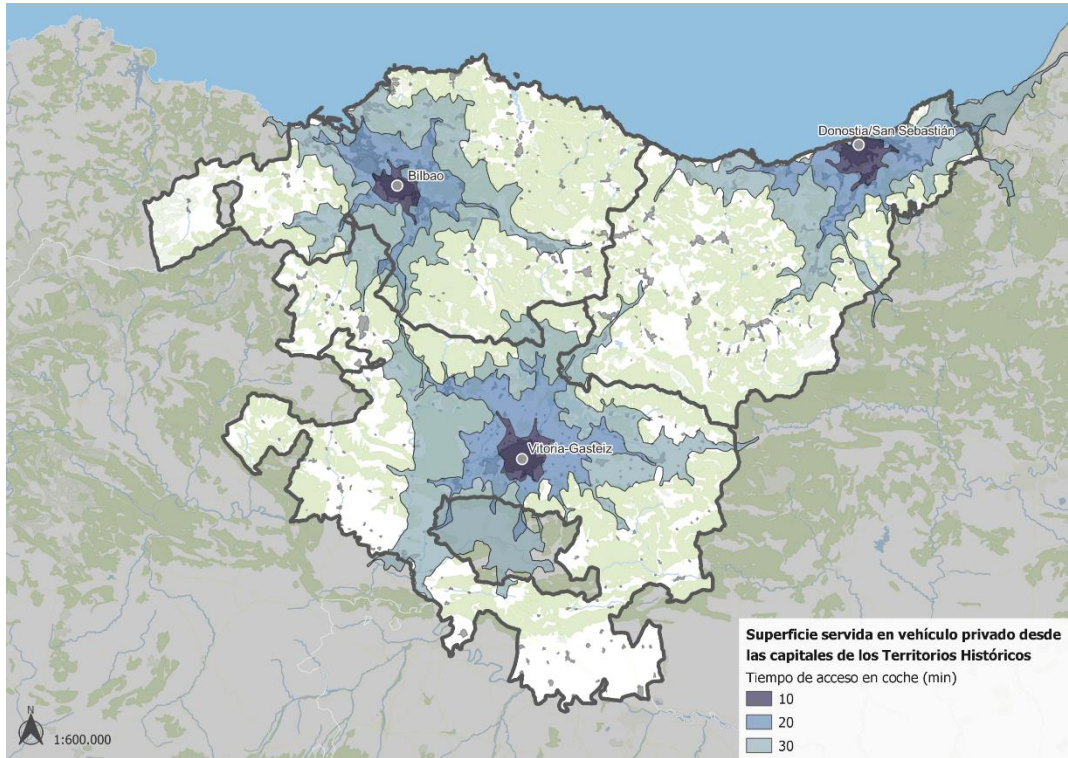 Donostia/San Sebastián
Bilbao
Vitoria-Gasteiz
Superficie servida en vehículo privado desde
las capitales de los Territorios Históricos
Tiempo de acceso en coche (min)
10
20
30
N
1:600.000